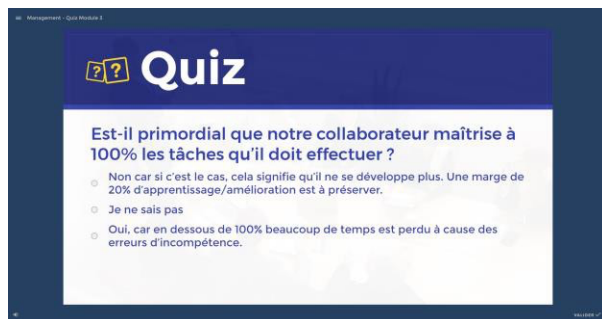 Management - Quiz Module 3
?? Quiz
Est-il primordial que notre collaborateur maîtrise à
100% les tâches qu'il doit effectuer ?
Non car si c'est le cas, cela signifie qu'il ne se développe plus. Une marge de
20% d'apprentissage/amélioration est à préserver.
Je ne sais pas
Oui, car en dessous de 100% beaucoup de temps est perdu à cause des
erreurs d'incompétence.
VALIDER ✓